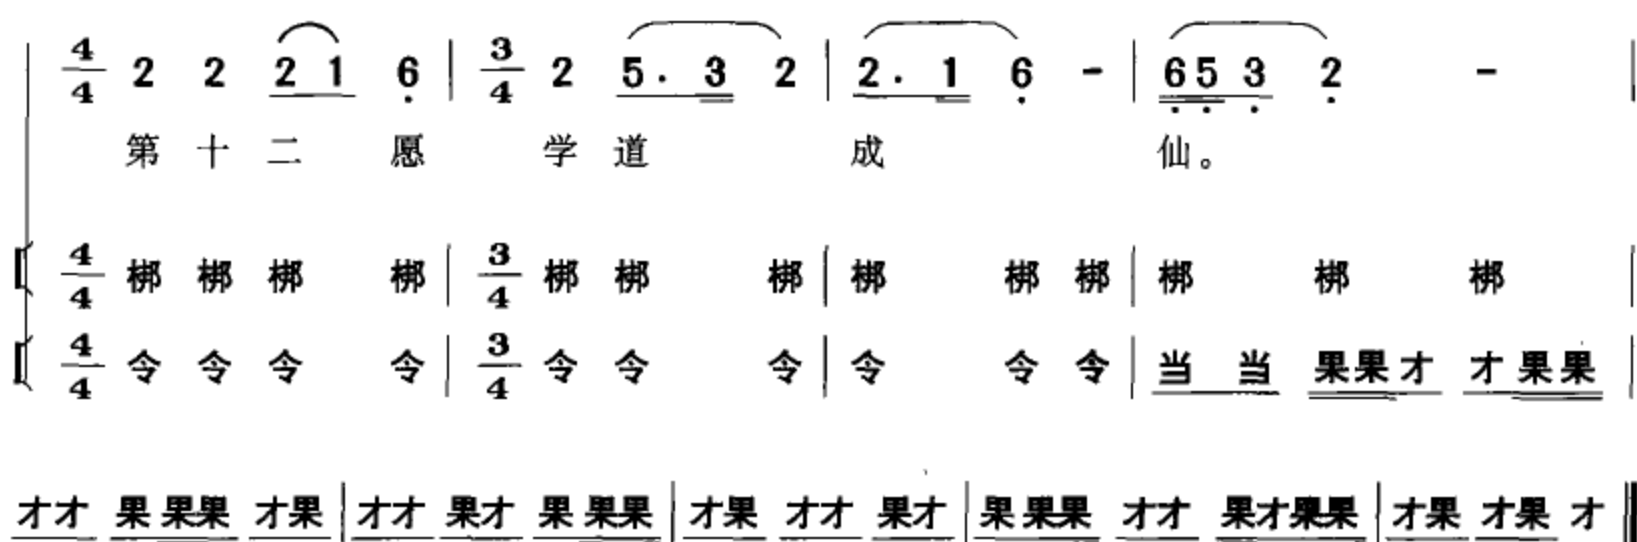 4/4 2 2 2 1 6 | 3/4 2 5 . 3 2 | 2 . 1 6 - | 6 5 3 2 - |
第 十 二 愿 学 道 成 仙。
4/4 梆 梆 梆 梆 | 3/4 梆 梆 梆 | 梆 梆 梆 | 梆 梆 梆 |
4/4 令 令 令 令 | 3/4 令 令 令 | 令 令 令 | 当 当 果果才 才果果 |
才才 果果果 才果 | 才才 果才 果果果 | 才果 才才 果才 | 果果果 才才 果才果果 | 才果 才果 才 ‖